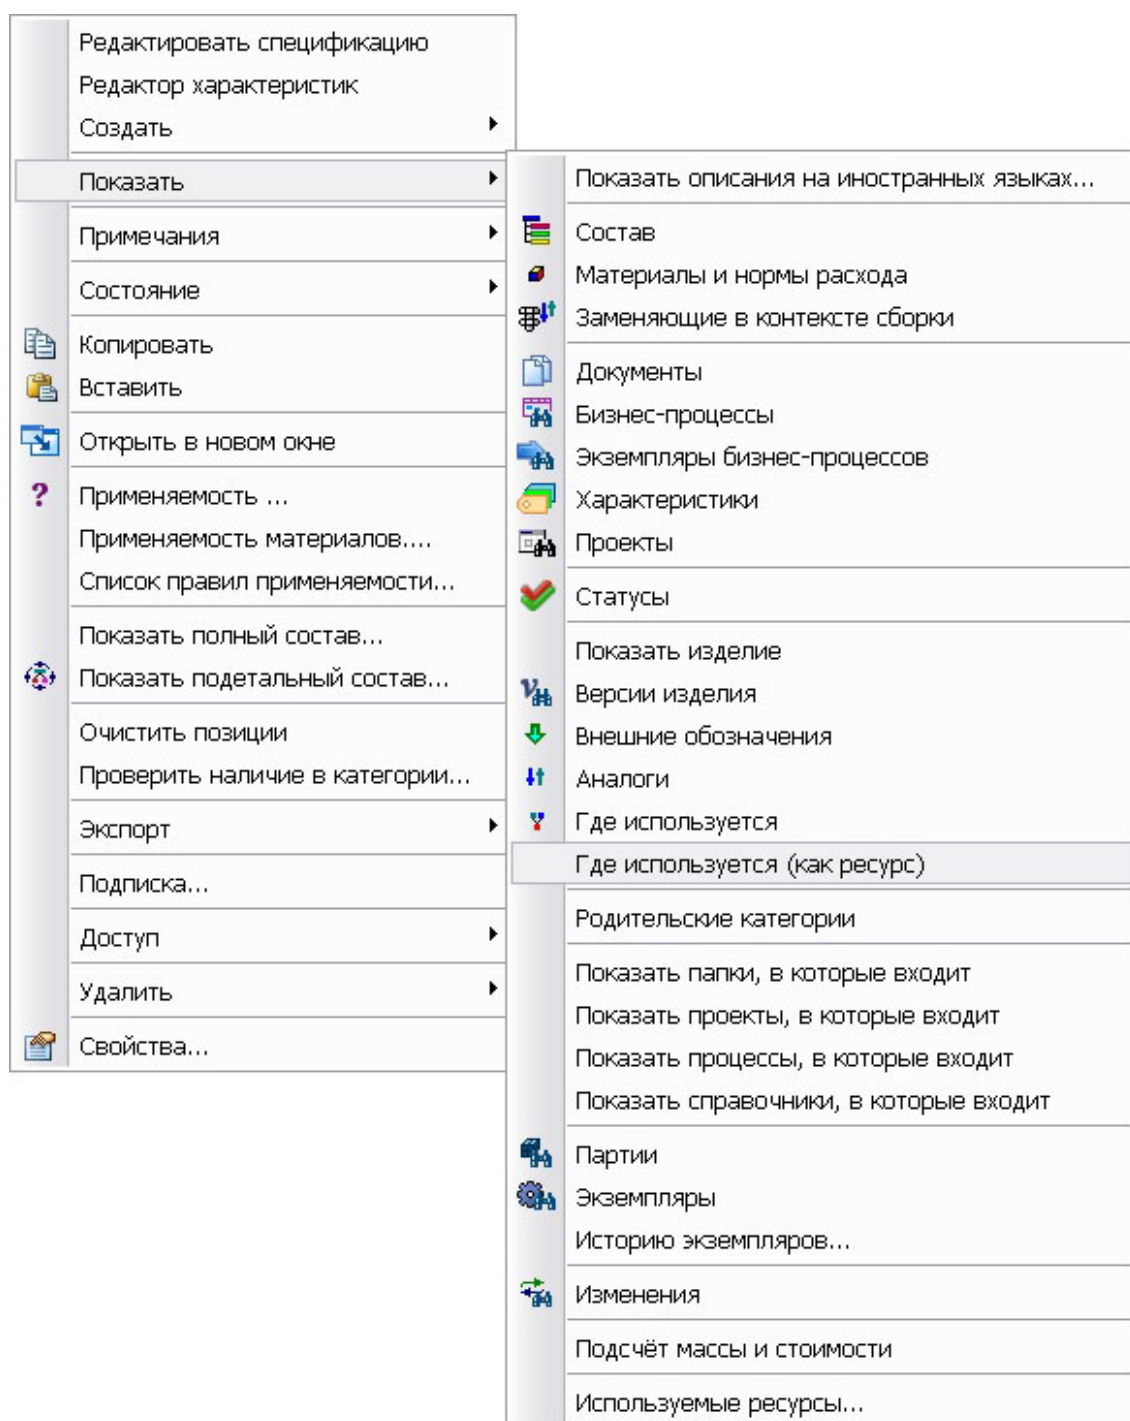 Редактировать спецификацию
Редактор характеристик
Создать
Показать
Примечания
Состояние
Копировать
Вставить
Открыть в новом окне
Применяемость ...
Применяемость материалов....
Список правил применяемости...
Показать полный состав...
Показать подетальный состав...
Очистить позиции
Проверить наличие в категории...
Экспорт
Подписка...
Доступ
Удалить
Свойства...
Показать описания на иностранных языках...
Состав
Материалы и нормы расхода
Заменяющие в контексте сборки
Документы
Бизнес-процессы
Экземпляры бизнес-процессов
Характеристики
Проекты
Статусы
Показать изделие
Версии изделия
Внешние обозначения
Аналоги
Где используется
Где используется (как ресурс)
Родительские категории
Показать папки, в которые входит
Показать проекты, в которые входит
Показать процессы, в которые входит
Показать справочники, в которые входит
Партии
Экземпляры
Историю экземпляров...
Изменения
Подсчёт массы и стоимости
Используемые ресурсы...